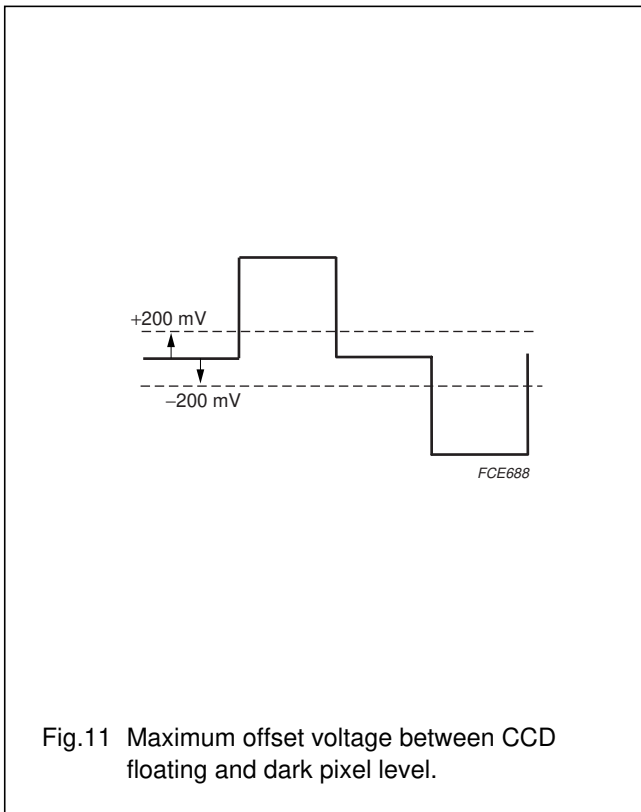 +200 mV
−200 mV
FCE688
Fig.11 Maximum offset voltage between CCD
floating and dark pixel level.